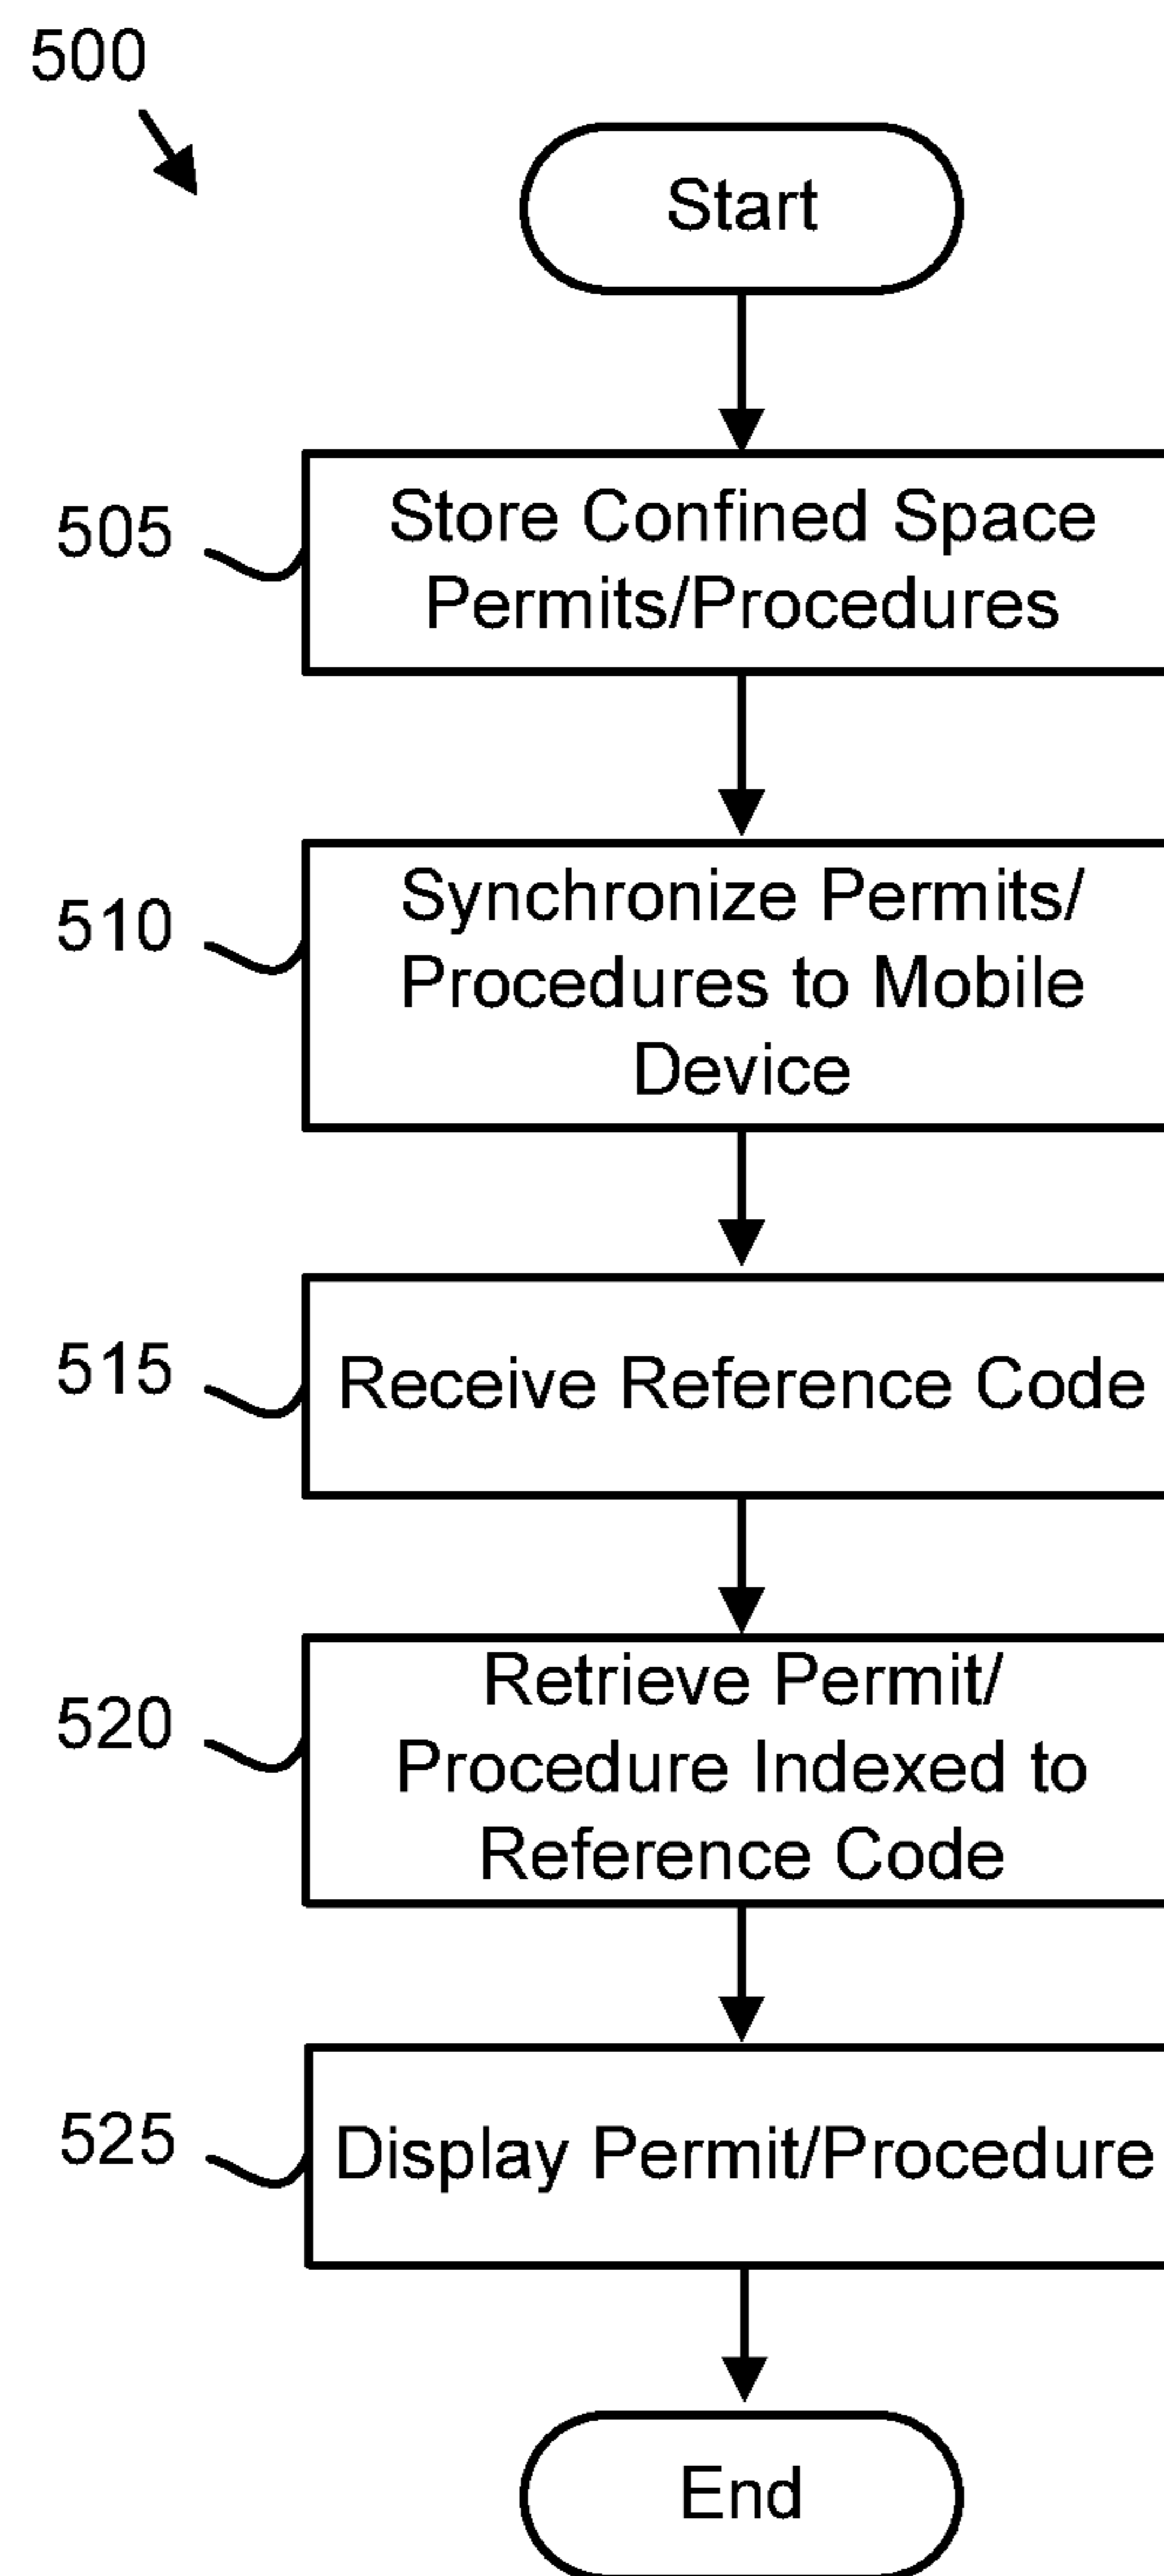 500
Start
505
Store Confined Space
Permits/Procedures
510
Synchronize Permits/
Procedures to Mobile
Device
515
Receive Reference Code
520
Retrieve Permit/
Procedure Indexed to
Reference Code
525
Display Permit/Procedure
End